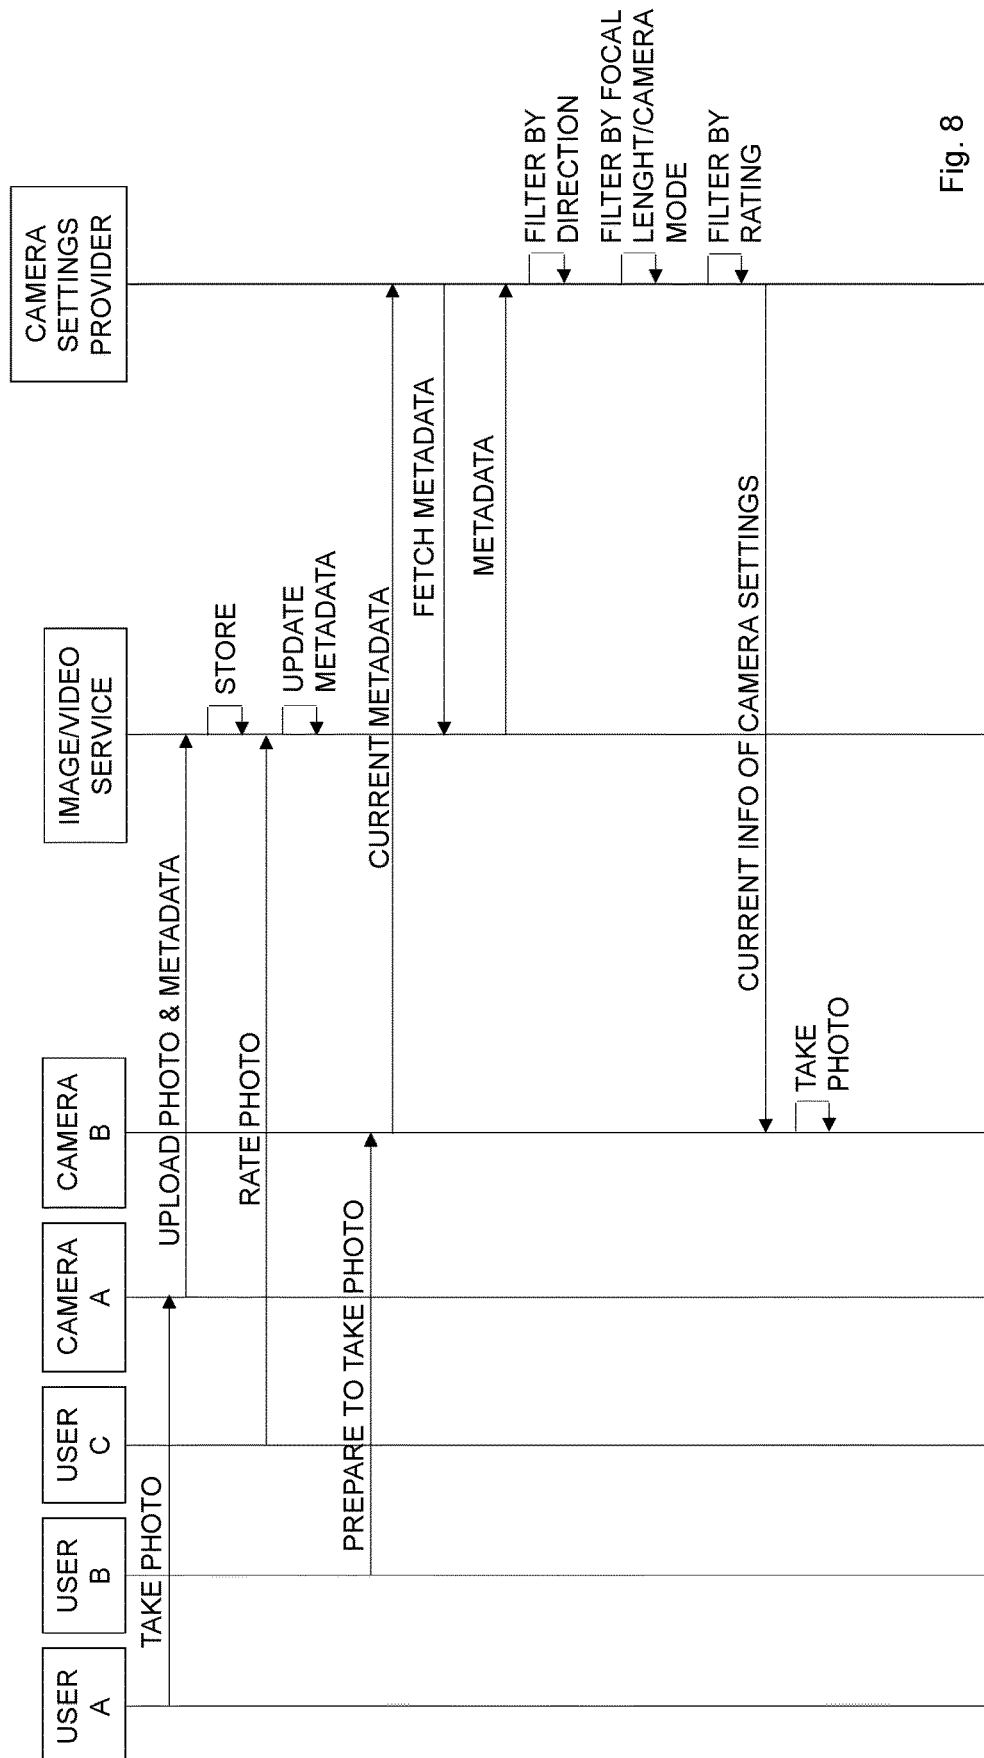 USER
A
USER
B
USER
C
CAMERA
A
CAMERA
B
IMAGE/VIDEO
SERVICE
CAMERA
SETTINGS
PROVIDER
TAKE PHOTO
UPLOAD PHOTO & METADATA
STORE
RATE PHOTO
UPDATE
METADATA
PREPARE TO TAKE PHOTO
CURRENT METADATA
FETCH METADATA
METADATA
FILTER BY
DIRECTION
FILTER BY FOCAL
LENGHT/CAMERA
MODE
FILTER BY
RATING
CURRENT INFO OF CAMERA SETTINGS
TAKE
PHOTO
Fig. 8